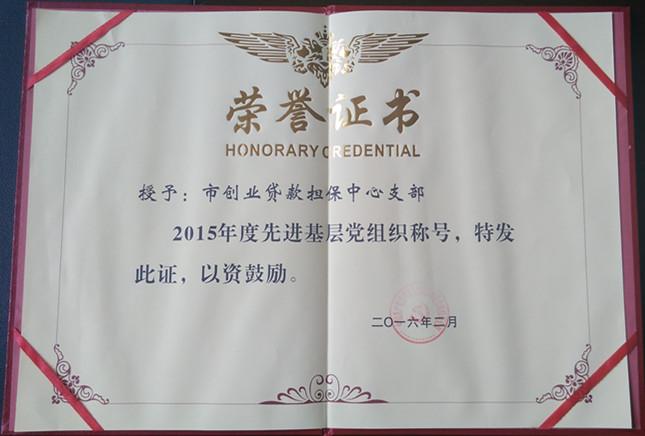 荣誉证书
HONORARY CREDENTIAL
授予：市创业贷款担保中心支部
2015年度先进基层党组织称号，特发
此证，以资鼓励。
二〇一六年二月